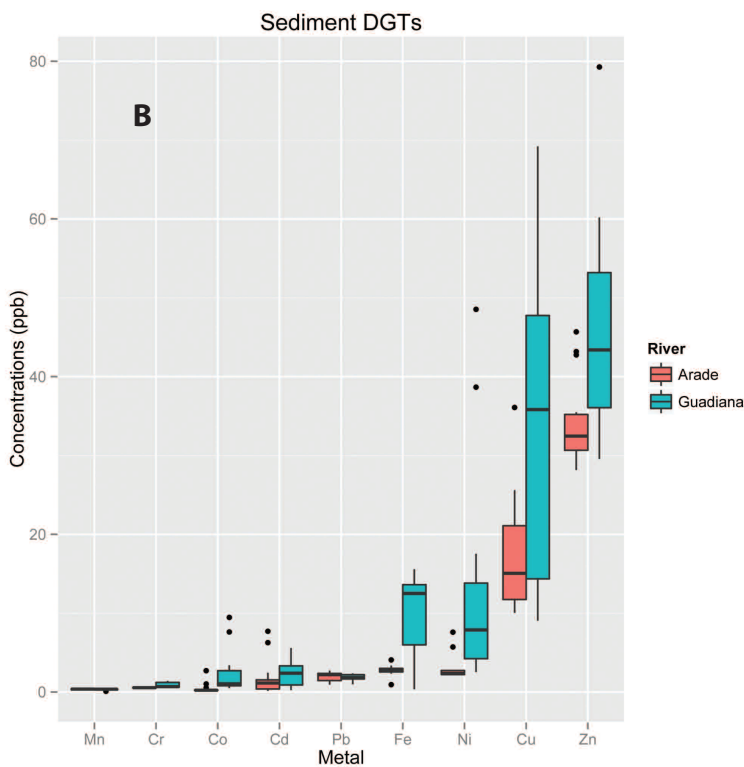 Sediment DGTs
B
80
60
40
20
0
Concentrations (ppb)
Mn Cr Co Cd Pb Fe Ni Cu Zn
Metal
River
Arade
Guadiana